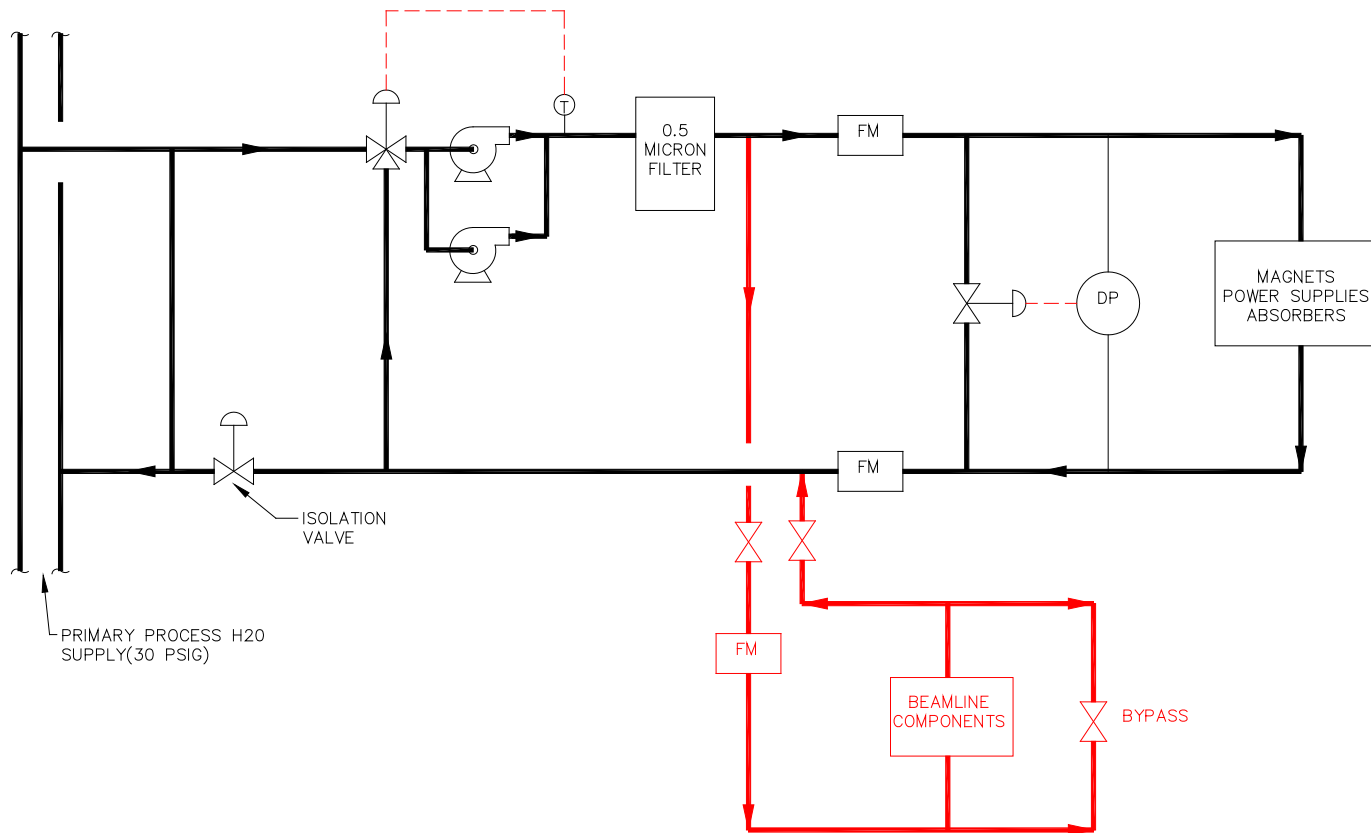 T
0.5
MICRON
FILTER
FM
MAGNETS
POWER SUPPLIES
ABSORBERS
DP
FM
ISOLATION
VALVE
PRIMARY PROCESS H20
SUPPLY(30 PSIG)
FM
BEAMLINE
COMPONENTS
BYPASS